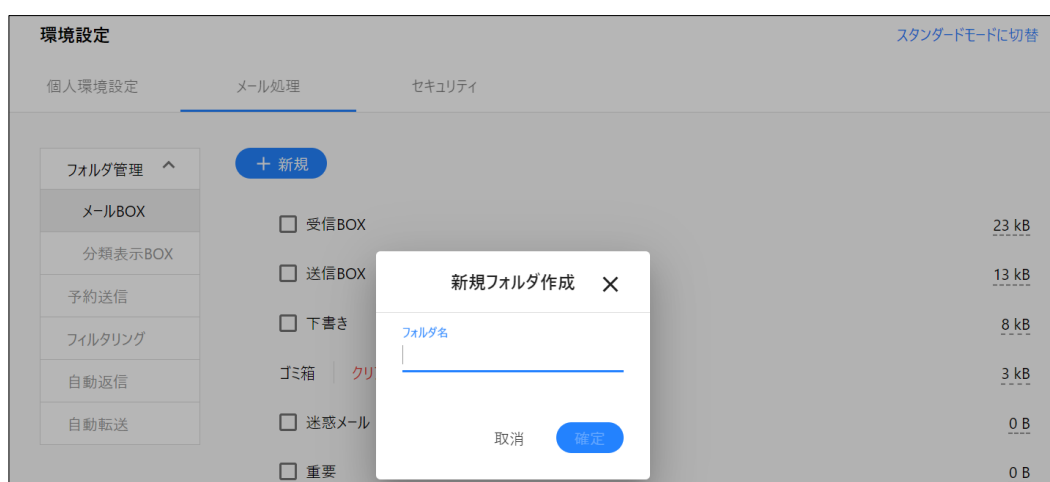 環境設定
スタンダードモードに切替
個人環境設定 メール処理 セキュリティ
フォルダ管理
+ 新規
メールBOX
分類表示BOX
予約送信
フィルタリング
自動返信
自動転送
受信BOX 23 kB
送信BOX 13 kB
下書き 8 kB
ゴミ箱 クリ 3 kB
迷惑メール 0 B
重要 0 B
新規フォルダ作成
フォルダ名
取消 確定